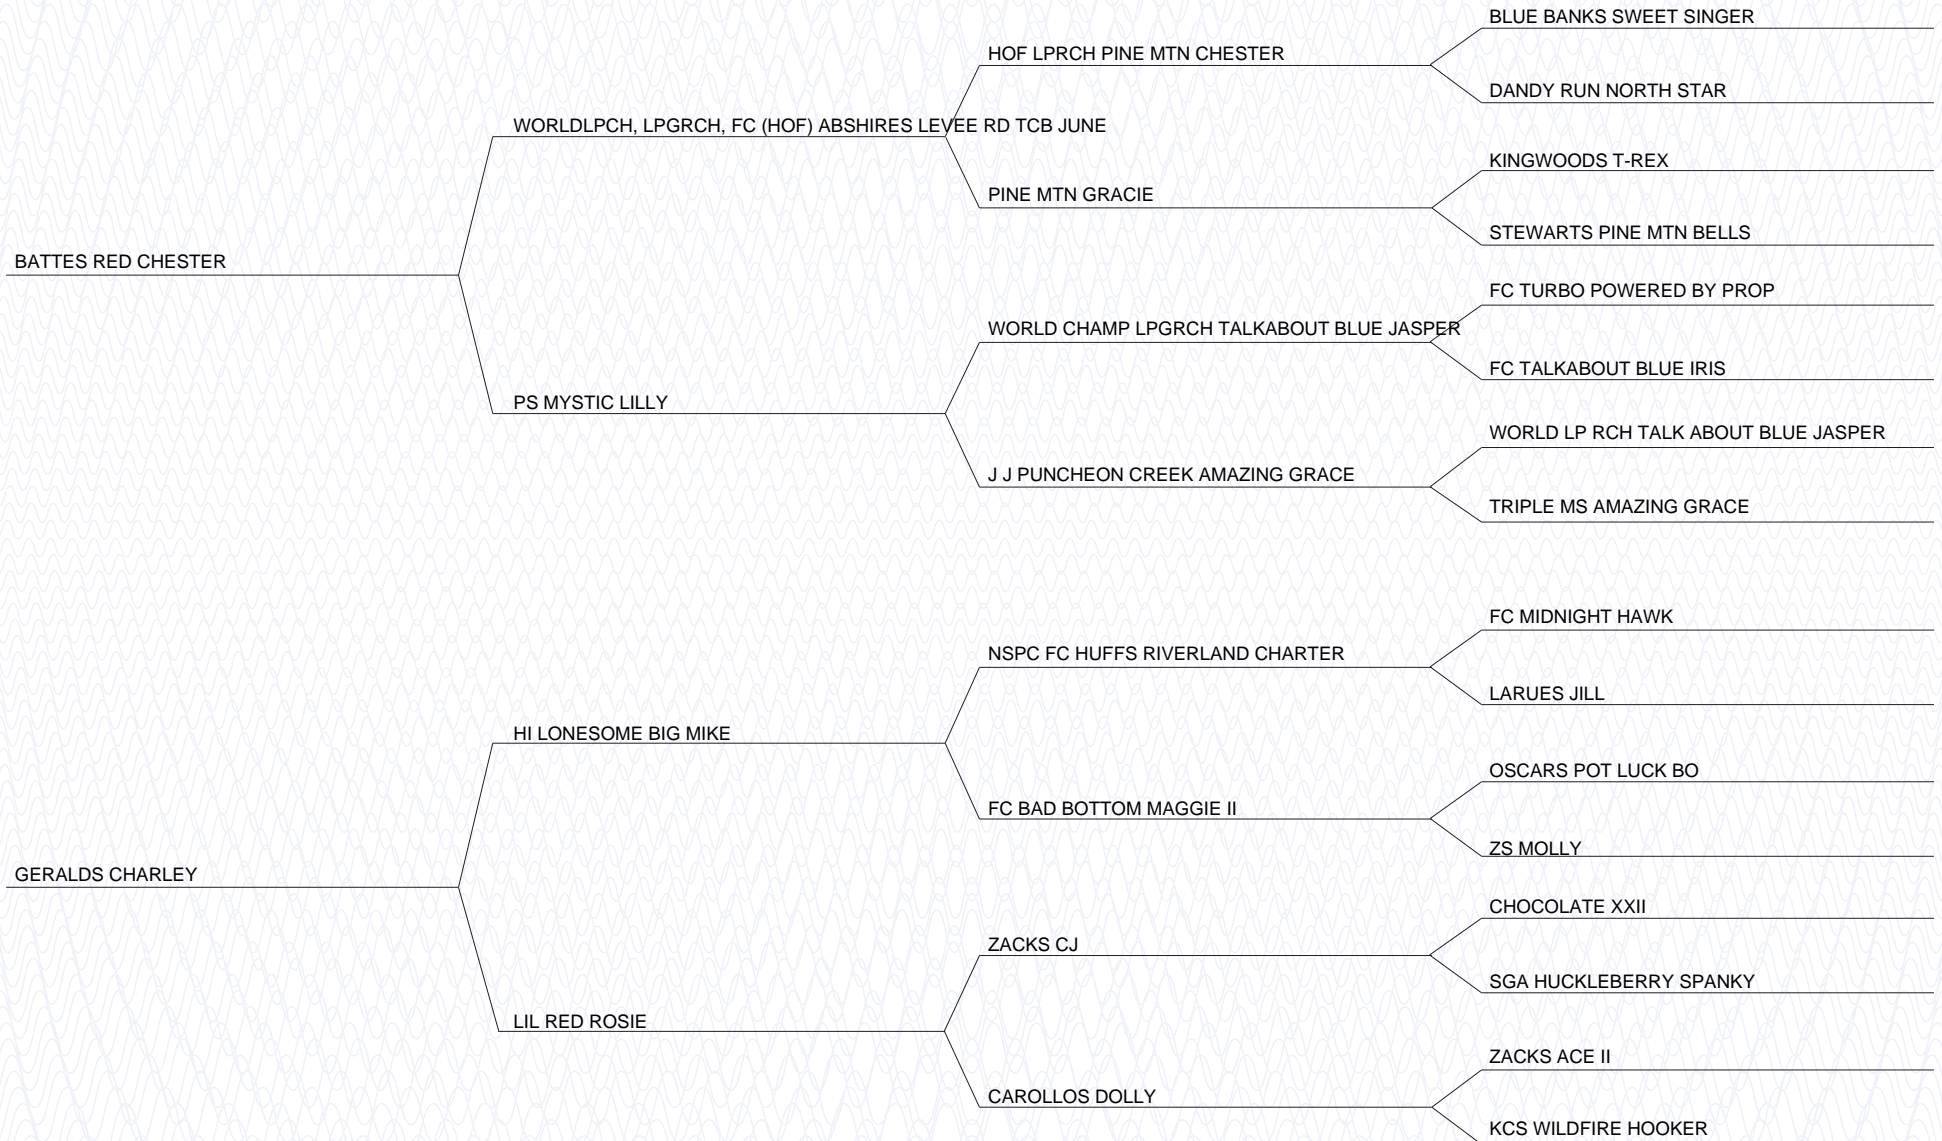 BLUE BANKS SWEET SINGER
HOF LPRCH PINE MTN CHESTER
DANDY RUN NORTH STAR
WORLDLPCH, LPGRCH, FC (HOF) ABSHIRES LEVEE RD TCB JUNE
KINGWOODS T-REX
PINE MTN GRACIE
STEWARTS PINE MTN BELLS
BATTES RED CHESTER
FC TURBO POWERED BY PROP
WORLD CHAMP LPGRCH TALKABOUT BLUE JASPER
FC TALKABOUT BLUE IRIS
PS MYSTIC LILLY
WORLD LP RCH TALK ABOUT BLUE JASPER
J J PUNCHEON CREEK AMAZING GRACE
TRIPLE MS AMAZING GRACE
FC MIDNIGHT HAWK
NSPC FC HUFFS RIVERLAND CHARTER
LARUES JILL
HI LONESOME BIG MIKE
OSCARS POT LUCK BO
FC BAD BOTTOM MAGGIE II
ZS MOLLY
GERALDS CHARLEY
CHOCOLATE XXII
ZACKS CJ
SGA HUCKLEBERRY SPANKY
LIL RED ROSIE
ZACKS ACE II
CAROLLOS DOLLY
KCS WILDFIRE HOOKER